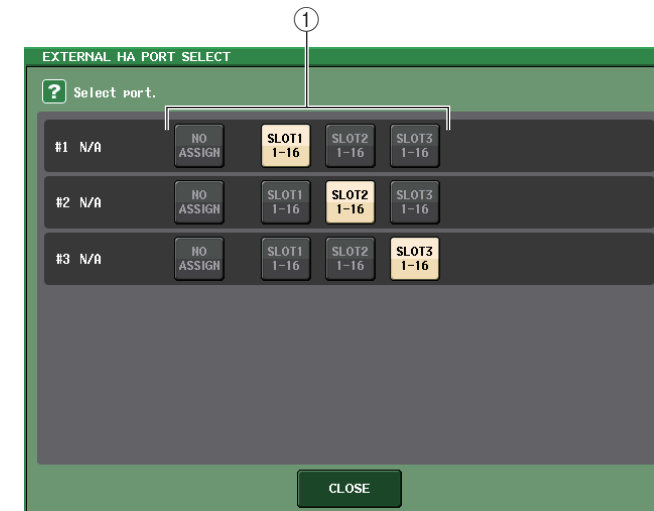 ①
EXTERNAL HA PORT SELECT
? Select port.
#1 N/A NO ASSIGN SLOT1 1-16 SLOT2 1-16 SLOT3 1-16
#2 N/A NO ASSIGN SLOT1 1-16 SLOT2 1-16 SLOT3 1-16
#3 N/A NO ASSIGN SLOT1 1-16 SLOT2 1-16 SLOT3 1-16
CLOSE